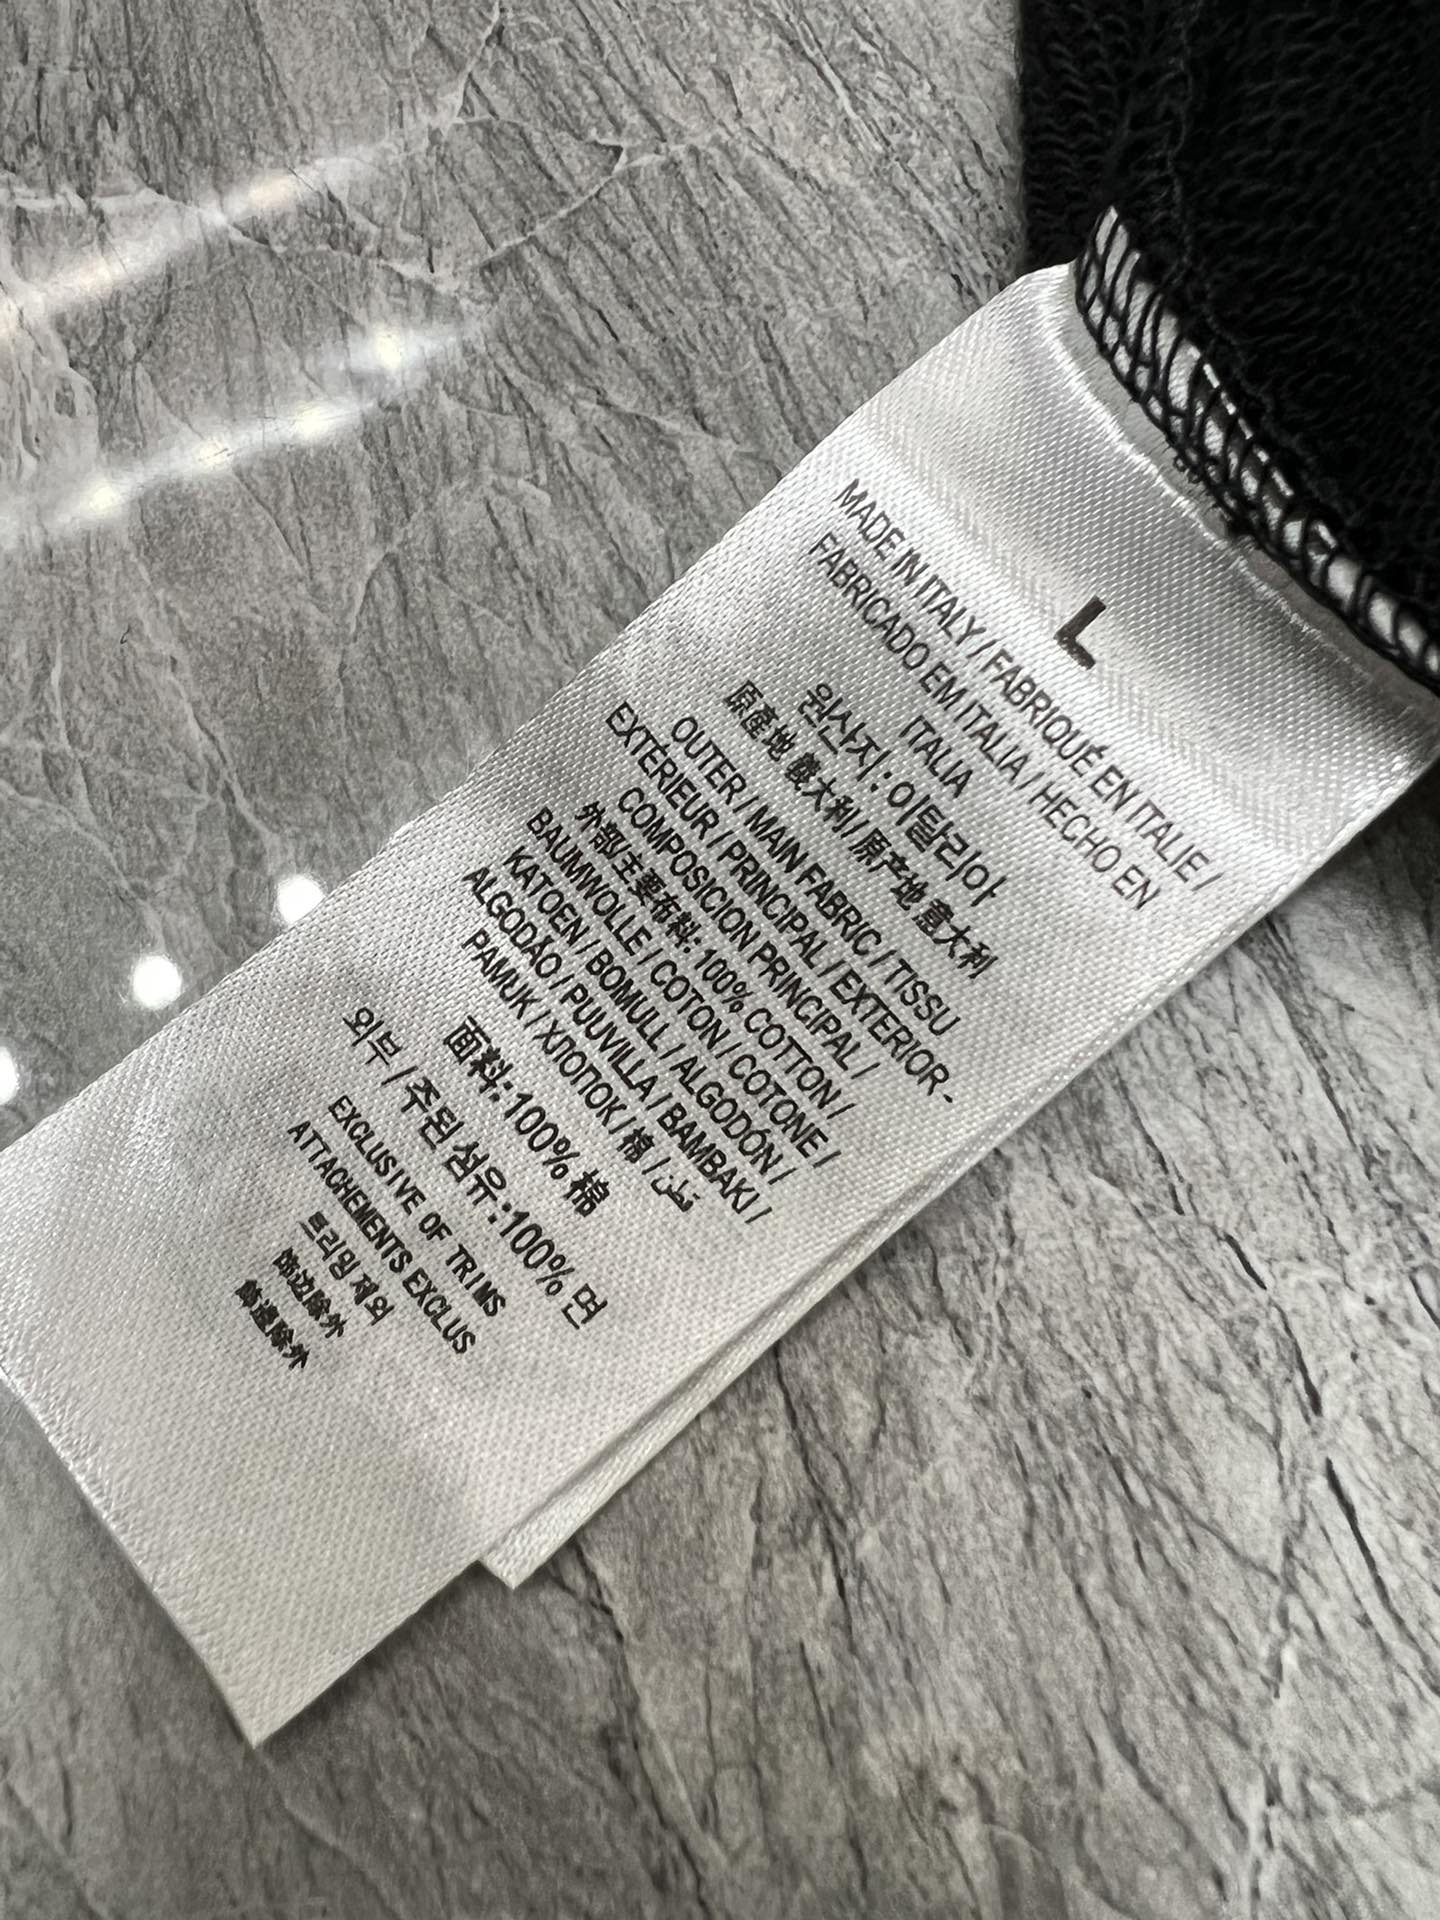 L
MADE IN ITALY / FABRIQUÉ EN ITALIE /
FABRICADO EM ITALIA / HECHO EN
ITALIA
원산지 : 이탈리아
原產地 義大利 / 原产地 意大利
OUTER / MAIN FABRIC / TISSU
EXTÉRIEUR / PRINCIPAL / EXTERIOR -
COMPOSICION PRINCIPAL /
外部主要布料: 100% COTTON /
BAUMWOLLE / COTON / COTONE /
KATOEN / BOMULL / ALGODÓN /
ALGODÃO / PUUVILLA / BAMBAKI /
PAMUK / ХЛОПОК / 棉 / قطن
面料: 100% 棉
외부 / 주된 섬유 :100% 면
EXCLUSIVE OF TRIMS
ATTACHEMENTS EXCLUS
트리밍 제외
饰边除外
飾邊除外